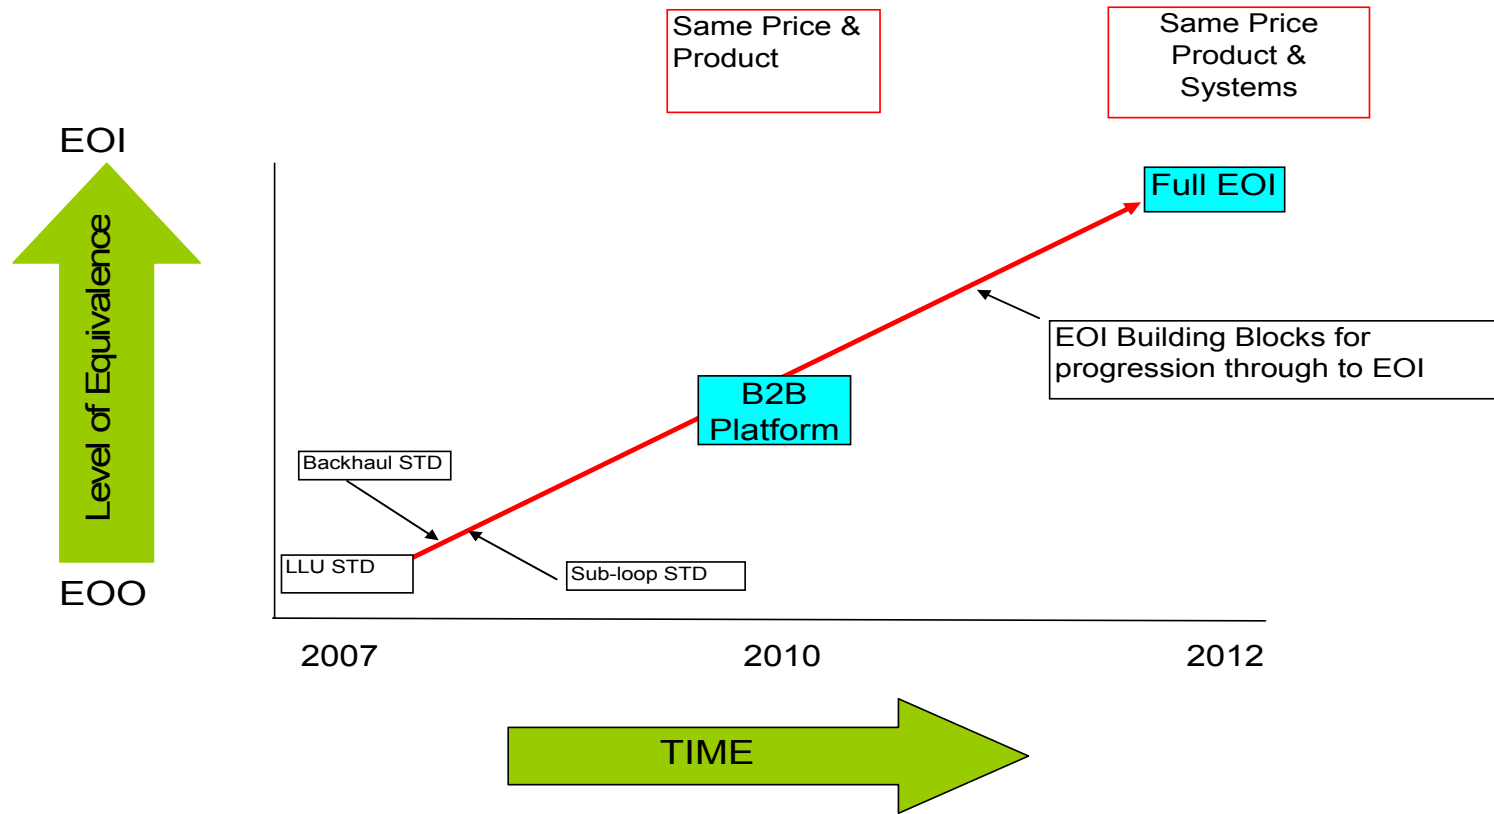 Same Price &
Product
Same Price
Product &
Systems
EOI
Level of Equivalence
EOO
Full EOI
EOI Building Blocks for
progression through to EOI
B2B
Platform
Backhaul STD
LLU STD
Sub-loop STD
2007
2010
2012
TIME